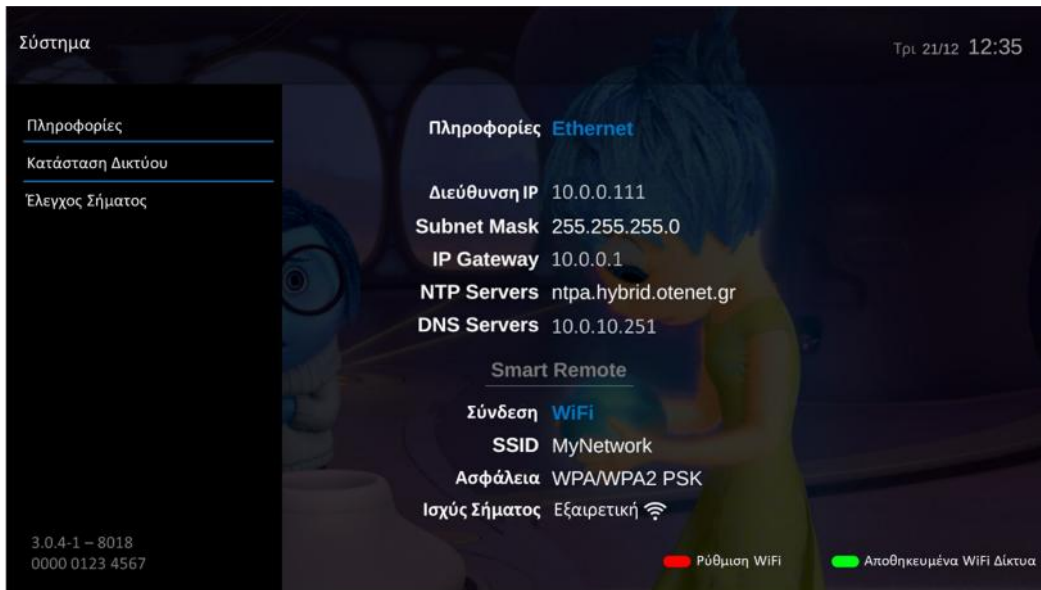 Σύστημα
Τρι 21/12 12:35
Πληροφορίες
Κατάσταση Δικτύου
Έλεγχος Σήματος
Πληροφορίες Ethernet
Διεύθυνση IP 10.0.0.111
Subnet Mask 255.255.255.0
IP Gateway 10.0.0.1
NTP Servers ntpa.hybrid.otenet.gr
DNS Servers 10.0.10.251
Smart Remote
Σύνδεση WiFi
SSID MyNetwork
Ασφάλεια WPA/WPA2 PSK
Ισχύς Σήματος Εξαιρετική
3.0.4-1 – 8018
0000 0123 4567
Ρύθμιση WiFi
Αποθηκευμένα WiFi Δίκτυα